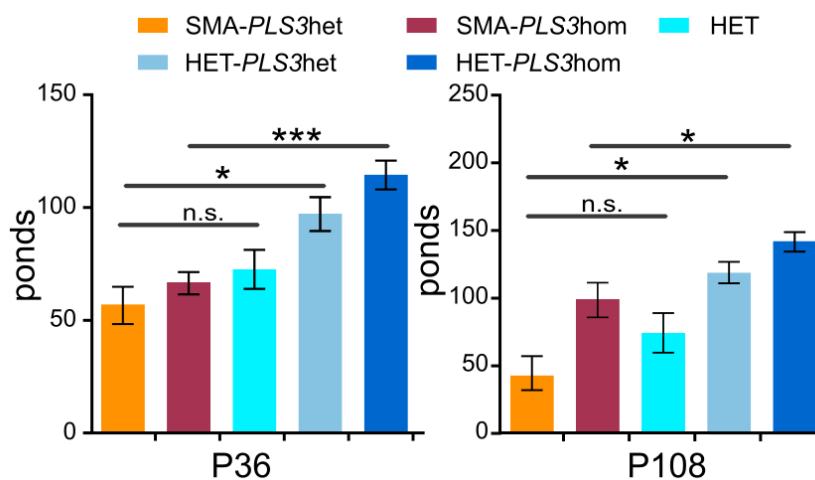 SMA-PLS3het SMA-PLS3hom HET
HET-PLS3het HET-PLS3hom
150
100
50
0
ponds
***
*
n.s.
P36
250
200
150
100
50
0
ponds
*
*
n.s.
P108